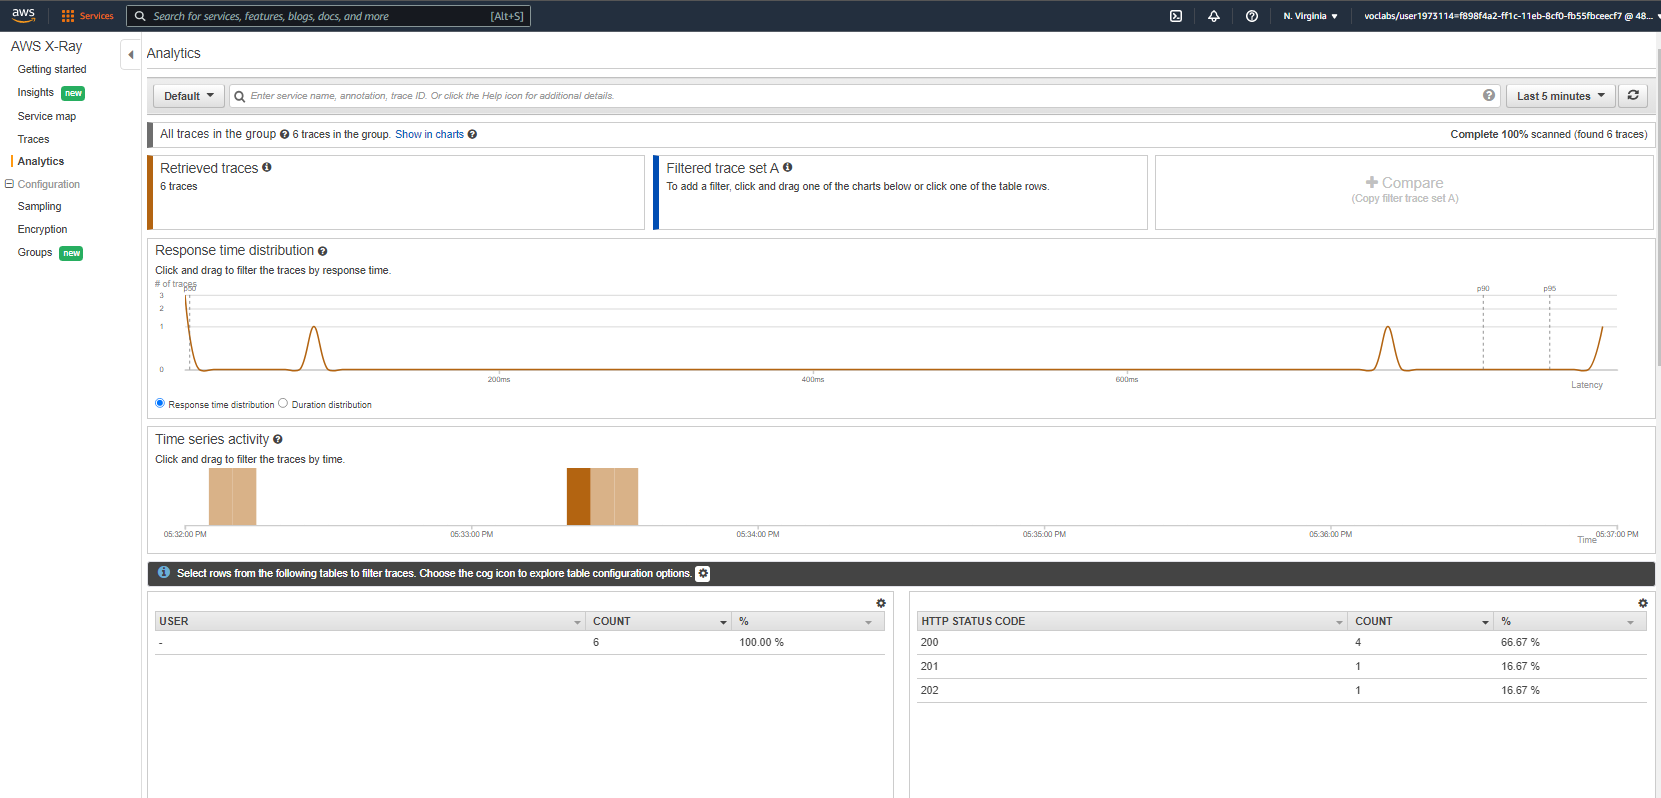 aws Services Search for services, features, blogs, docs, and more [Alt+S] N. Virginia voclabs/user1973114=f898f4a2-ff1c-11eb-8cf0-fb55fbceecf7 @ 48...
AWS X-Ray
Getting started
Insights new
Service map
Traces
Analytics
Configuration
Sampling
Encryption
Groups new
Analytics
Default Enter service name, annotation, trace ID. Or click the Help icon for additional details. Last 5 minutes
All traces in the group 6 traces in the group. Show in charts Complete 100% scanned (found 6 traces)
Retrieved traces
6 traces
Filtered trace set A
To add a filter, click and drag one of the charts below or click one of the table rows.
Compare
(Copy filter trace set A)
Response time distribution
Click and drag to filter the traces by response time.
# of traces
p50 p90 p95
3
2
1
0
200ms 400ms 600ms
Latency
Response time distribution Duration distribution
Time series activity
Click and drag to filter the traces by time.
05:32:00 PM 05:33:00 PM 05:34:00 PM 05:35:00 PM 05:36:00 PM 05:37:00 PM
Time
Select rows from the following tables to filter traces. Choose the cog icon to explore table configuration options.
USER COUNT %
- 6 100.00 %
HTTP STATUS CODE COUNT %
200 4 66.67 %
201 1 16.67 %
202 1 16.67 %